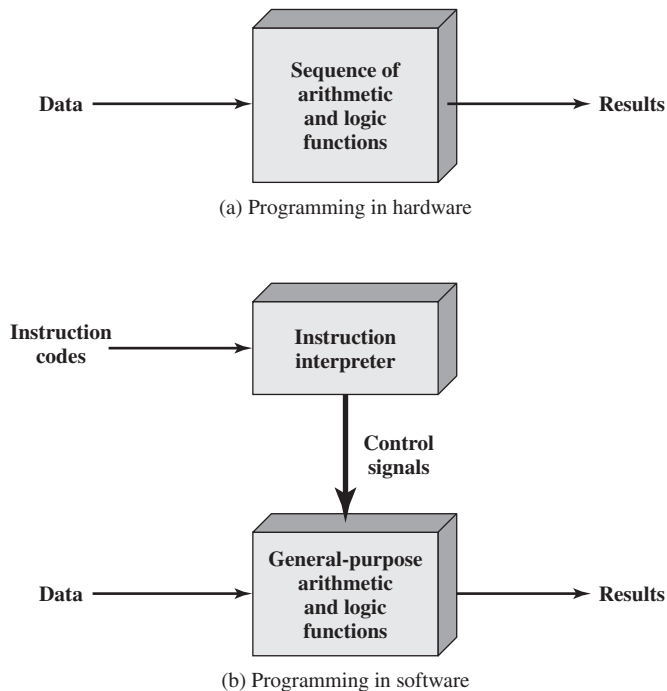 Sequence of
arithmetic
and logic
functions
Data
Results
(a) Programming in hardware
Instruction
codes
Instruction
interpreter
Control
signals
General-purpose
arithmetic
and logic
functions
Data
Results
(b) Programming in software